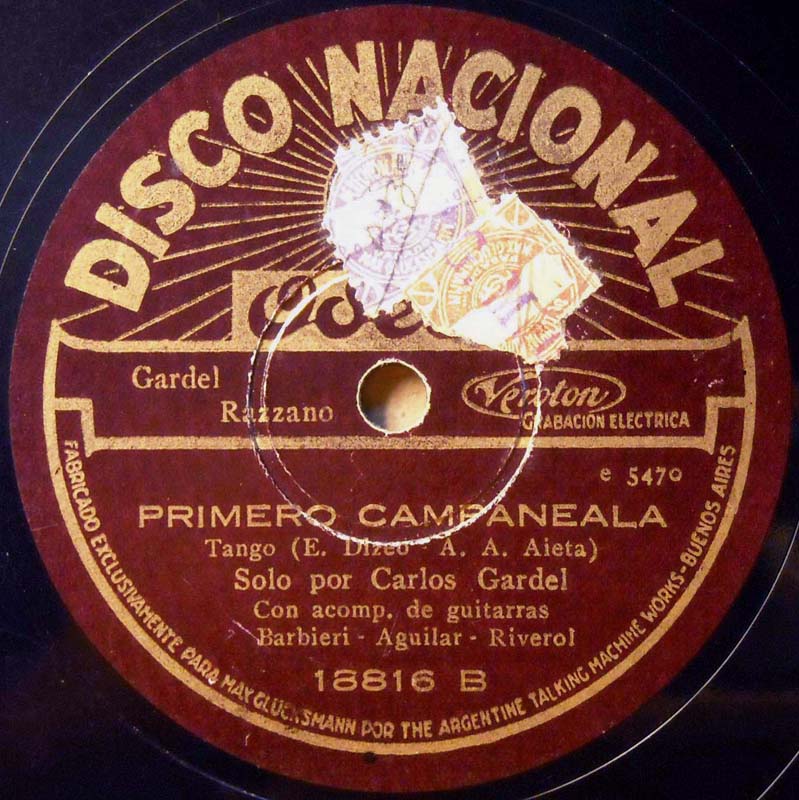 DISCO NACIONAL
Gardel
Razzano
Veroton
GRABACION ELECTRICA
e 5470
PRIMERO CAMPANEALA
Tango (E. Dizeo - A. A. Aieta)
Solo por Carlos Gardel
Con acomp. de guitarras
Barbieri - Aguilar - Riverol
18816 B
FABRICADO EXCLUSIVAMENTE PARA MAX GLÜCKSMANN POR THE ARGENTINE TALKING MACHINE WORKS - BUENOS AIRES